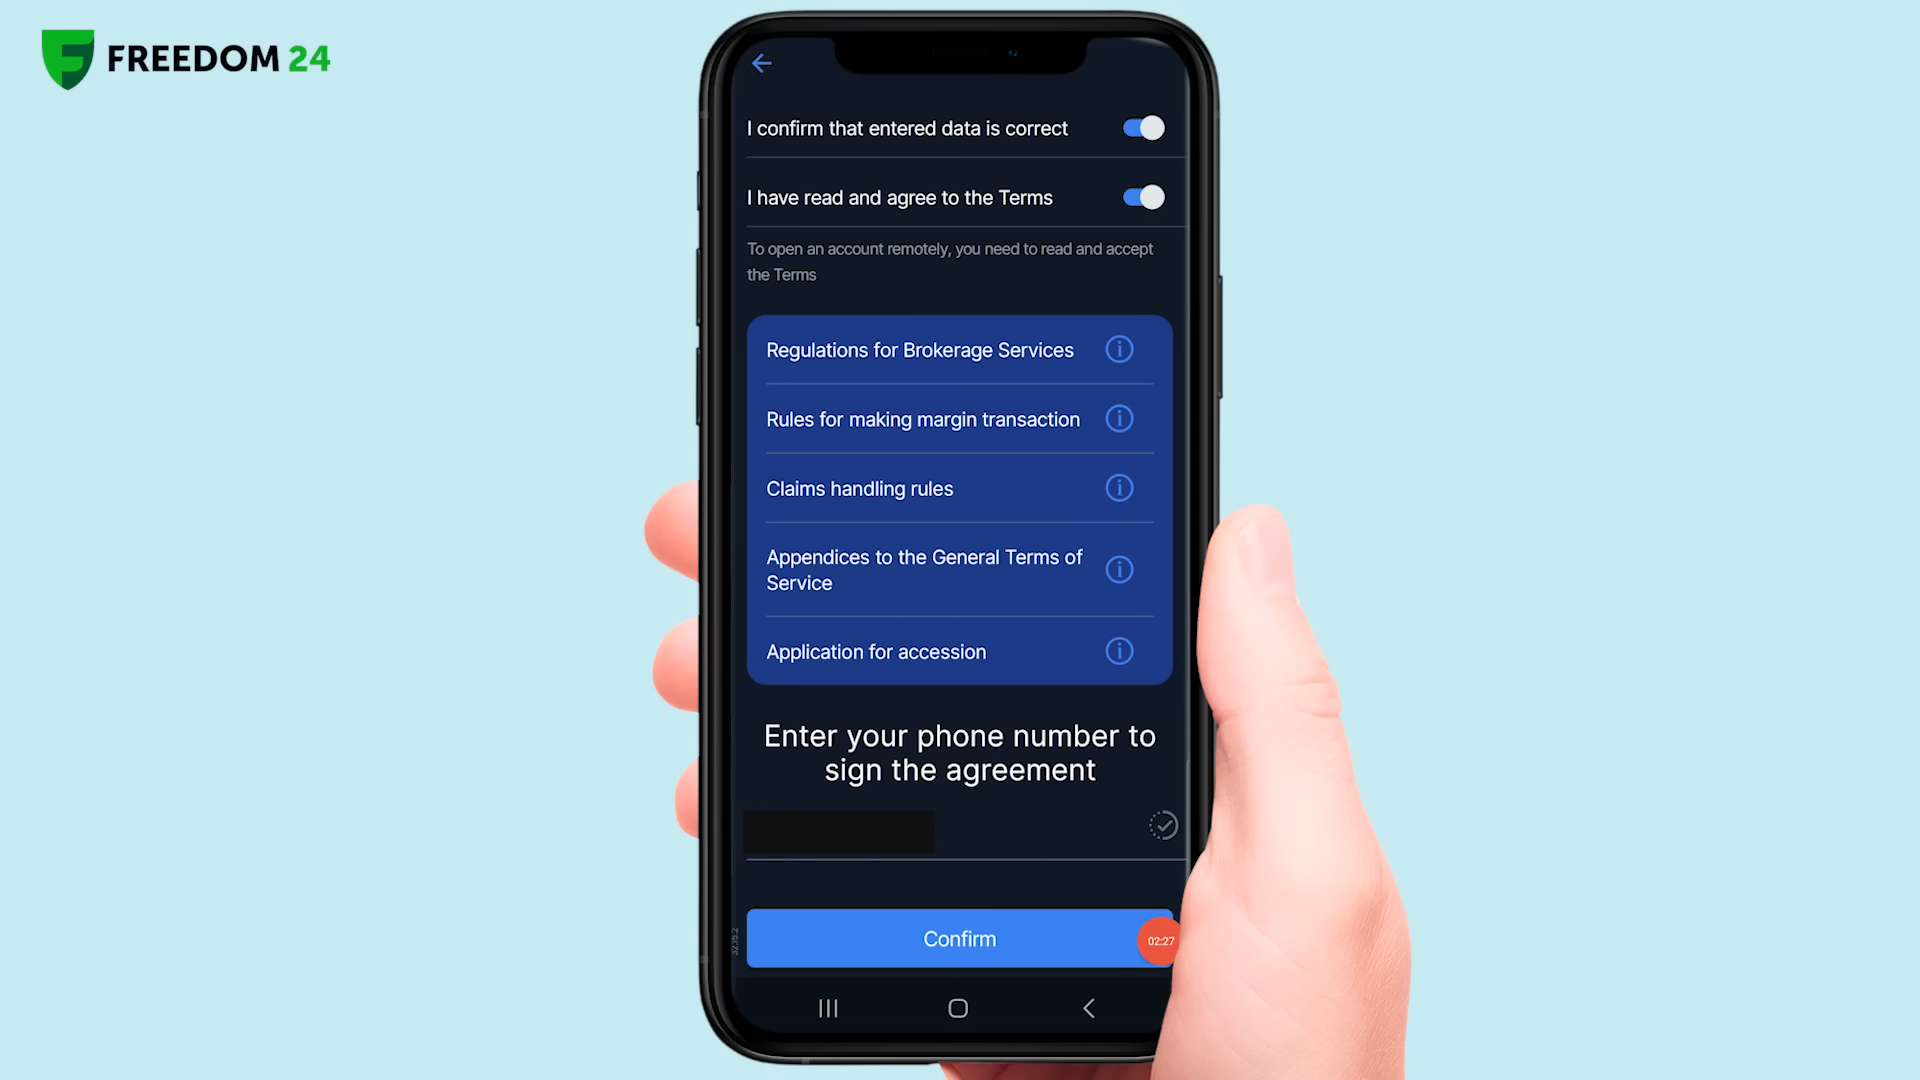 FREEDOM 24
I confirm that entered data is correct
I have read and agree to the Terms
To open an account remotely, you need to read and accept
the Terms
Regulations for Brokerage Services
Rules for making margin transaction
Claims handling rules
Appendices to the General Terms of
Service
Application for accession
Enter your phone number to
sign the agreement
Confirm
02:27
32.15.2